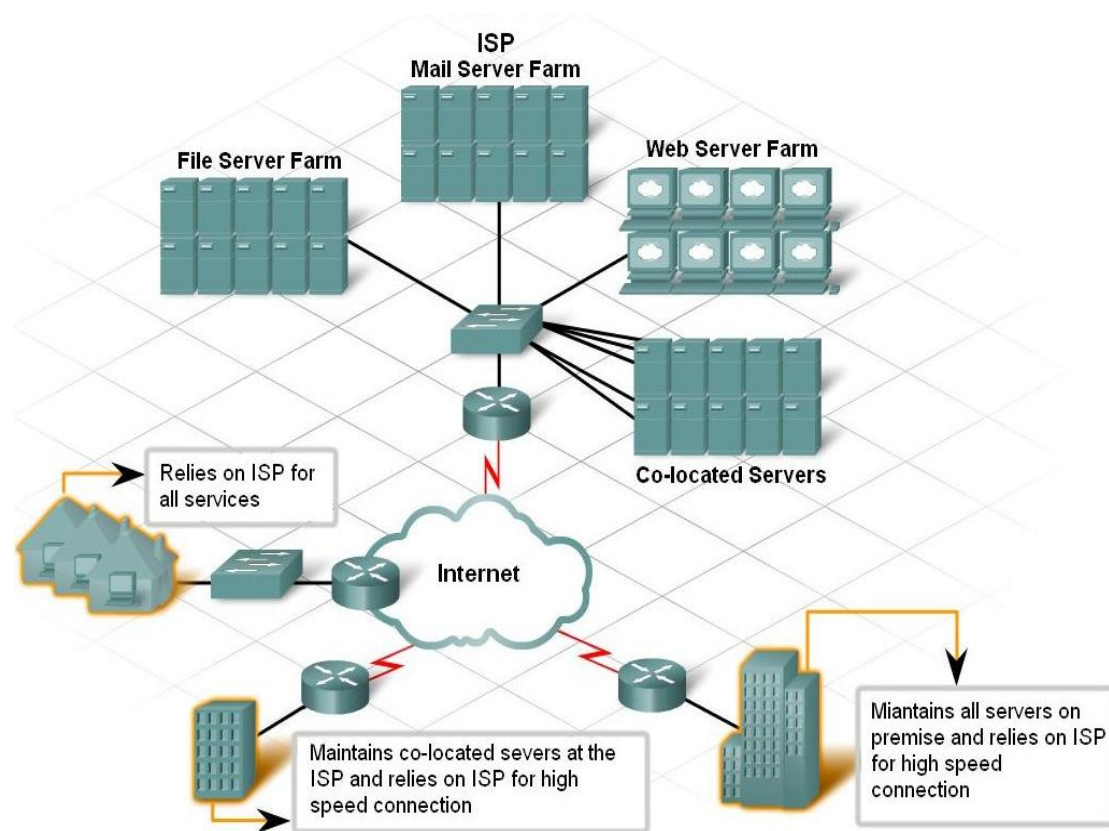 ISP
Mail Server Farm
File Server Farm
Web Server Farm
Co-located Servers
Relies on ISP for
all services
Internet
Maintains co-located severs at the
ISP and relies on ISP for high
speed connection
Miantains all servers on
premise and relies on ISP
for high speed
connection